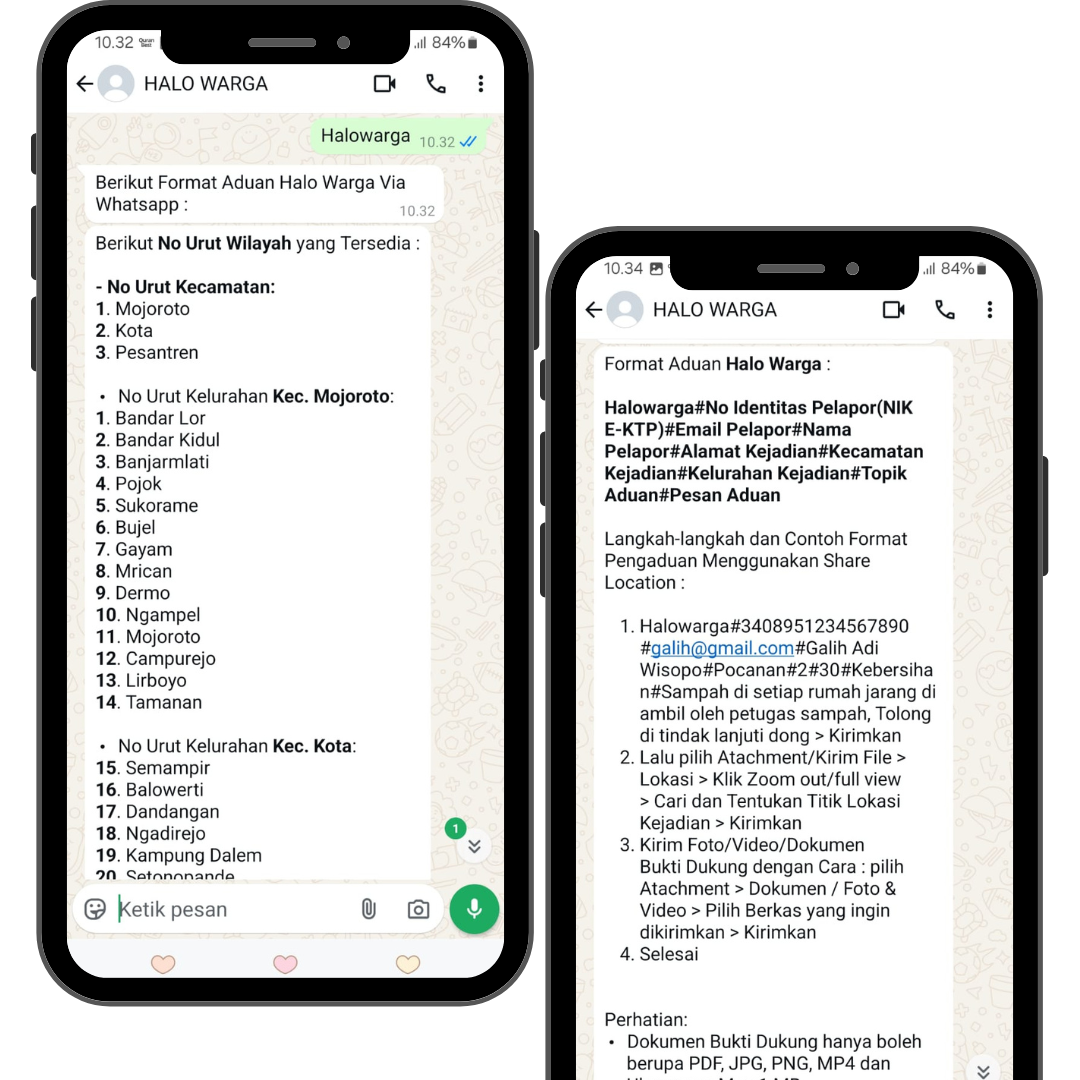 10.32
84%
HALO WARGA
Halowarga 10.32
Berikut Format Aduan Halo Warga Via
Whatsapp :
10.32
Berikut No Urut Wilayah yang Tersedia :
- No Urut Kecamatan:
1. Mojoroto
2. Kota
3. Pesantren
• No Urut Kelurahan Kec. Mojoroto:
1. Bandar Lor
2. Bandar Kidul
3. Banjarmlati
4. Pojok
5. Sukorame
6. Bujel
7. Gayam
8. Mrican
9. Dermo
10. Ngampel
11. Mojoroto
12. Campurejo
13. Lirboyo
14. Tamanan
• No Urut Kelurahan Kec. Kota:
15. Semampir
16. Balowerti
17. Dandangan
18. Ngadirejo
19. Kampung Dalem
20. Setonopande
1
Ketik pesan
10.34
84%
HALO WARGA
Format Aduan Halo Warga :
Halowarga#No Identitas Pelapor(NIK
E-KTP)#Email Pelapor#Nama
Pelapor#Alamat Kejadian#Kecamatan
Kejadian#Kelurahan Kejadian#Topik
Aduan#Pesan Aduan
Langkah-langkah dan Contoh Format
Pengaduan Menggunakan Share
Location :
1. Halowarga#3408951234567890
#galih@gmail.com#Galih Adi
Wisopo#Pocanan#2#30#Kebersiha
n#Sampah di setiap rumah jarang di
ambil oleh petugas sampah, Tolong
di tindak lanjuti dong > Kirimkan
2. Lalu pilih Atachment/Kirim File >
Lokasi > Klik Zoom out/full view
> Cari dan Tentukan Titik Lokasi
Kejadian > Kirimkan
3. Kirim Foto/Video/Dokumen
Bukti Dukung dengan Cara : pilih
Atachment > Dokumen / Foto &
Video > Pilih Berkas yang ingin
dikirimkan > Kirimkan
4. Selesai
Perhatian:
• Dokumen Bukti Dukung hanya boleh
berupa PDF, JPG, PNG, MP4 dan